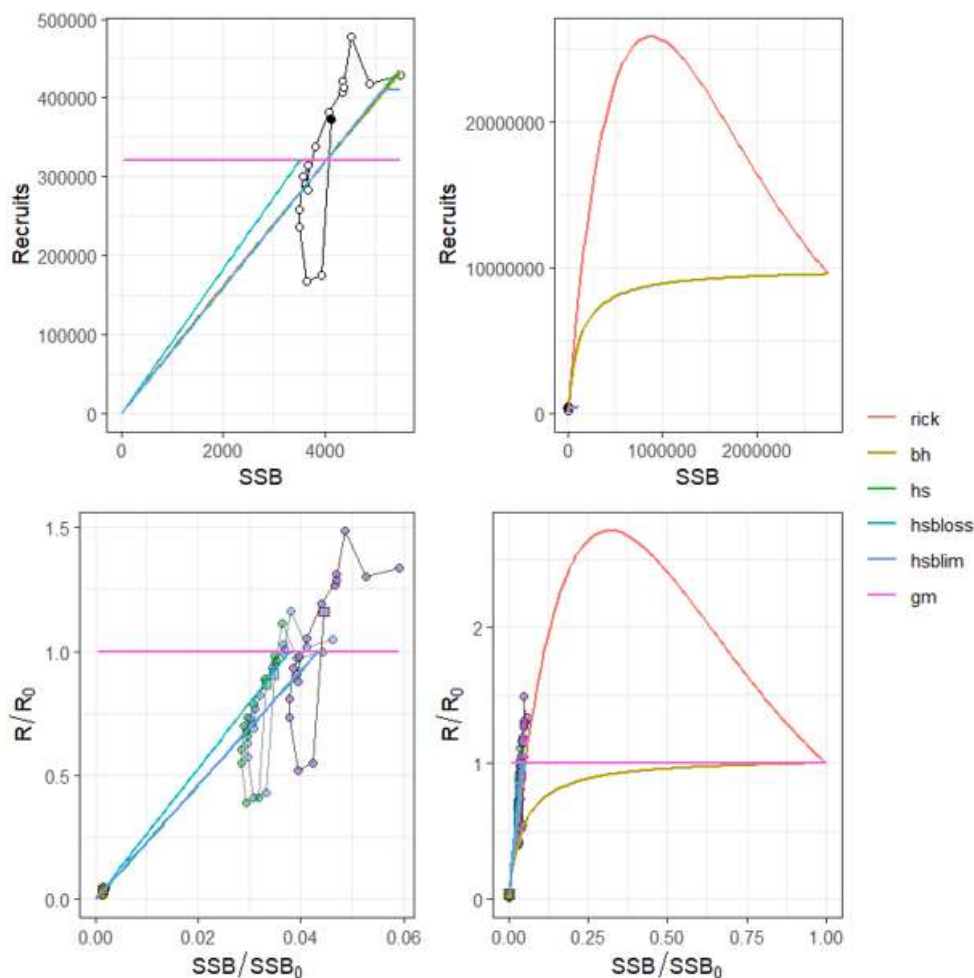 500000
400000
300000
200000
100000
0
Recruits
0
2000
4000
SSB
20000000
10000000
0
Recruits
0
1000000
2000000
SSB
rick
bh
hs
hsbloss
hsblim
gm
1.5
1.0
0.5
0.0
R/R₀
0.00
0.02
0.04
0.06
SSB/SSB₀
2
1
0
R/R₀
0.00
0.25
0.50
0.75
1.00
SSB/SSB₀